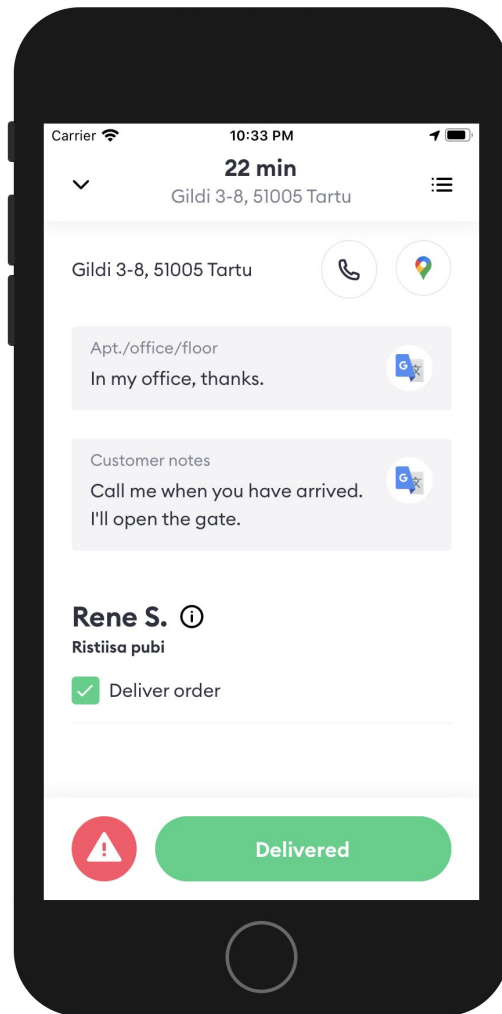 Carrier
10:33 PM
22 min
Gildi 3-8, 51005 Tartu
Gildi 3-8, 51005 Tartu
Apt./office/floor
In my office, thanks.
G 文
Customer notes
Call me when you have arrived.
I'll open the gate.
G 文
Rene S.
Ristiisa pubi
Deliver order
Delivered